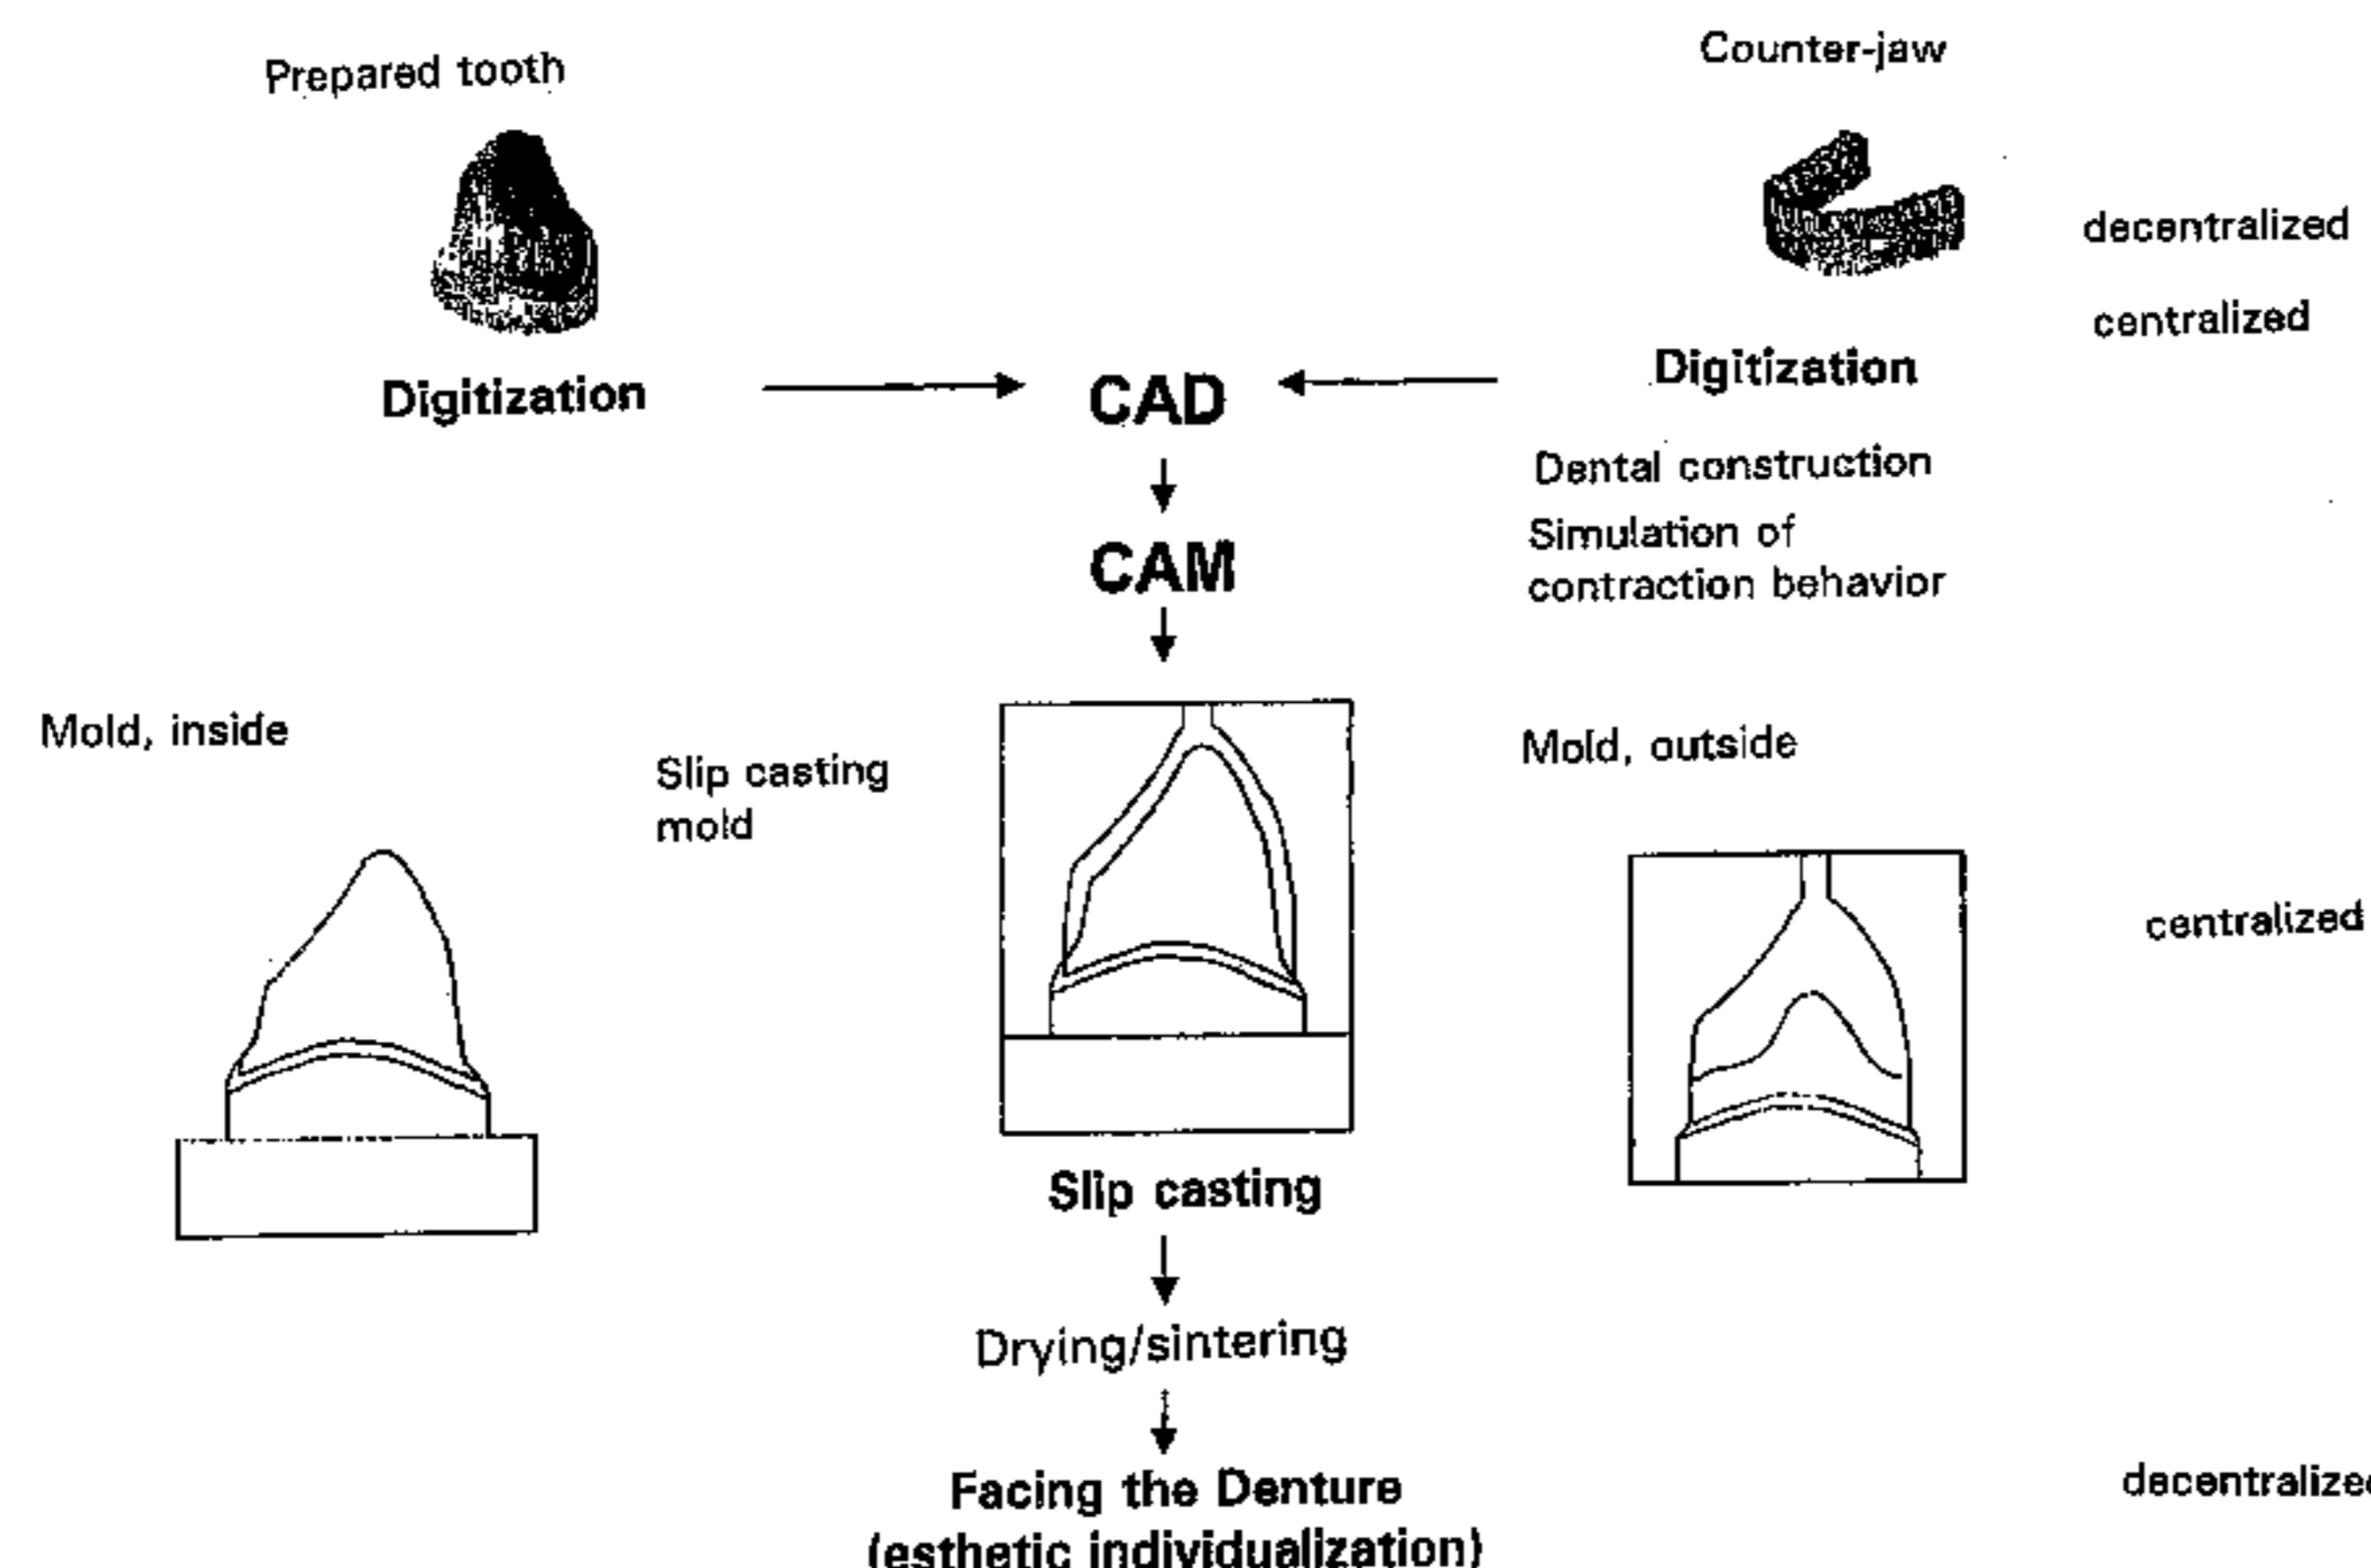 Prepared tooth
Counter-jaw
decentralized
centralized
Digitization
CAD
Digitization
Dental construction
CAM
Simulation of
contraction behavior
Mold, inside
Slip casting
mold
Mold, outside
centralized
Slip casting
Drying/sintering
Facing the Denture
decentralized
(esthetic individualization)